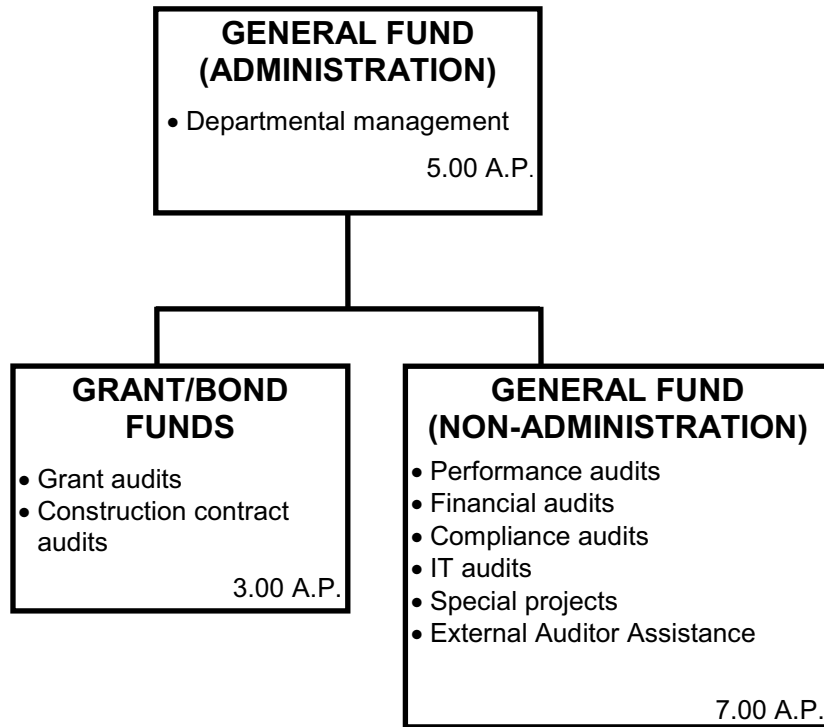 GENERAL FUND
(ADMINISTRATION)
• Departmental management
5.00 A.P.
GRANT/BOND
FUNDS
• Grant audits
• Construction contract
audits
3.00 A.P.
GENERAL FUND
(NON-ADMINISTRATION)
• Performance audits
• Financial audits
• Compliance audits
• IT audits
• Special projects
• External Auditor Assistance
7.00 A.P.